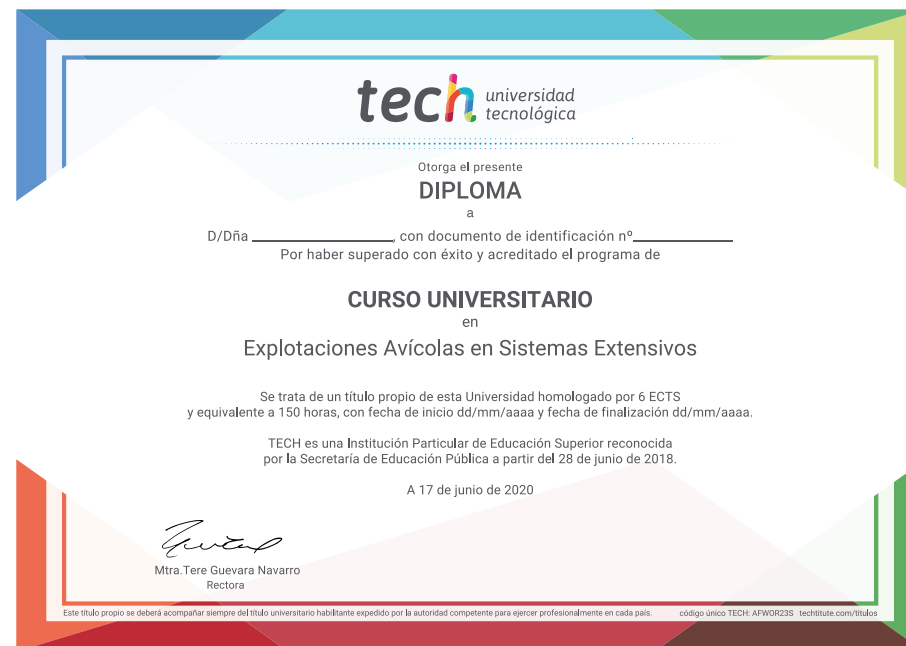 tech universidad
tecnológica
Otorga el presente
DIPLOMA
a
D/Dña ________________, con documento de identificación nº____________
Por haber superado con éxito y acreditado el programa de
CURSO UNIVERSITARIO
en
Explotaciones Avícolas en Sistemas Extensivos
Se trata de un título propio de esta Universidad homologado por 6 ECTS
y equivalente a 150 horas, con fecha de inicio dd/mm/aaaa y fecha de finalización dd/mm/aaaa.
TECH es una Institución Particular de Educación Superior reconocida
por la Secretaría de Educación Pública a partir del 28 de junio de 2018.
A 17 de junio de 2020
Mtra.Tere Guevara Navarro
Rectora
Este título propio se deberá acompañar siempre del título universitario habilitante expedido por la autoridad competente para ejercer profesionalmente en cada país. código único TECH: AFWOR23S techtitute.com/titulos